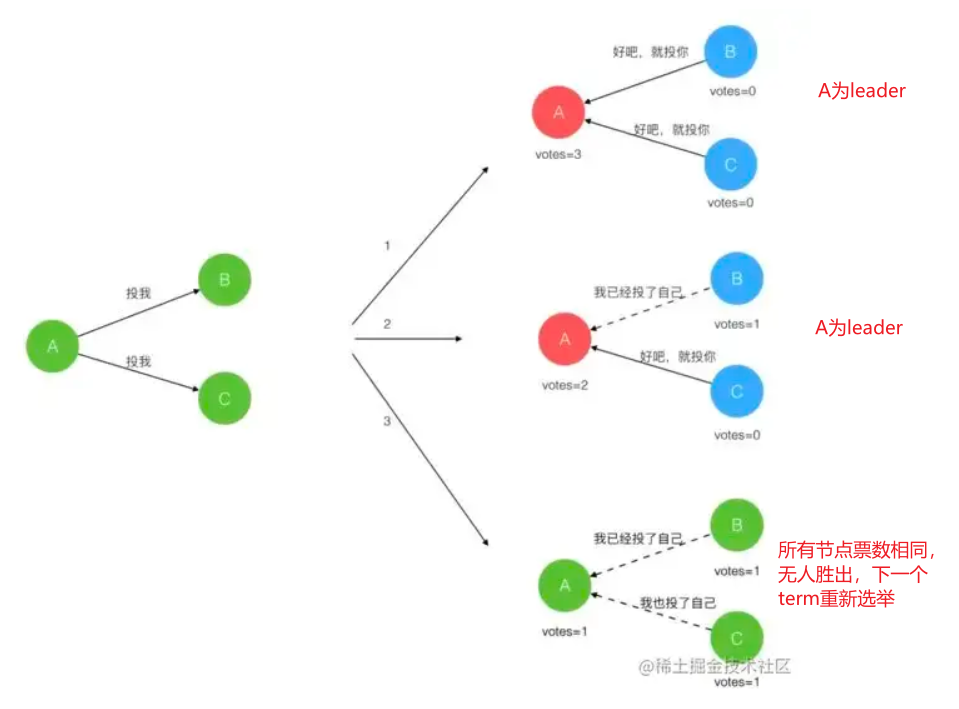 A
投我
B
投我
C
1
2
3
好吧，就投你
B
votes=0
A为leader
A
votes=3
好吧，就投你
C
votes=0
我已经投了自己
B
votes=1
A为leader
A
votes=2
好吧，就投你
C
votes=0
我已经投了自己
B
votes=1
所有节点票数相同，
无人胜出，下一个
term重新选举
A
votes=1
我也投了自己
C
@稀土掘金技术社区
votes=1